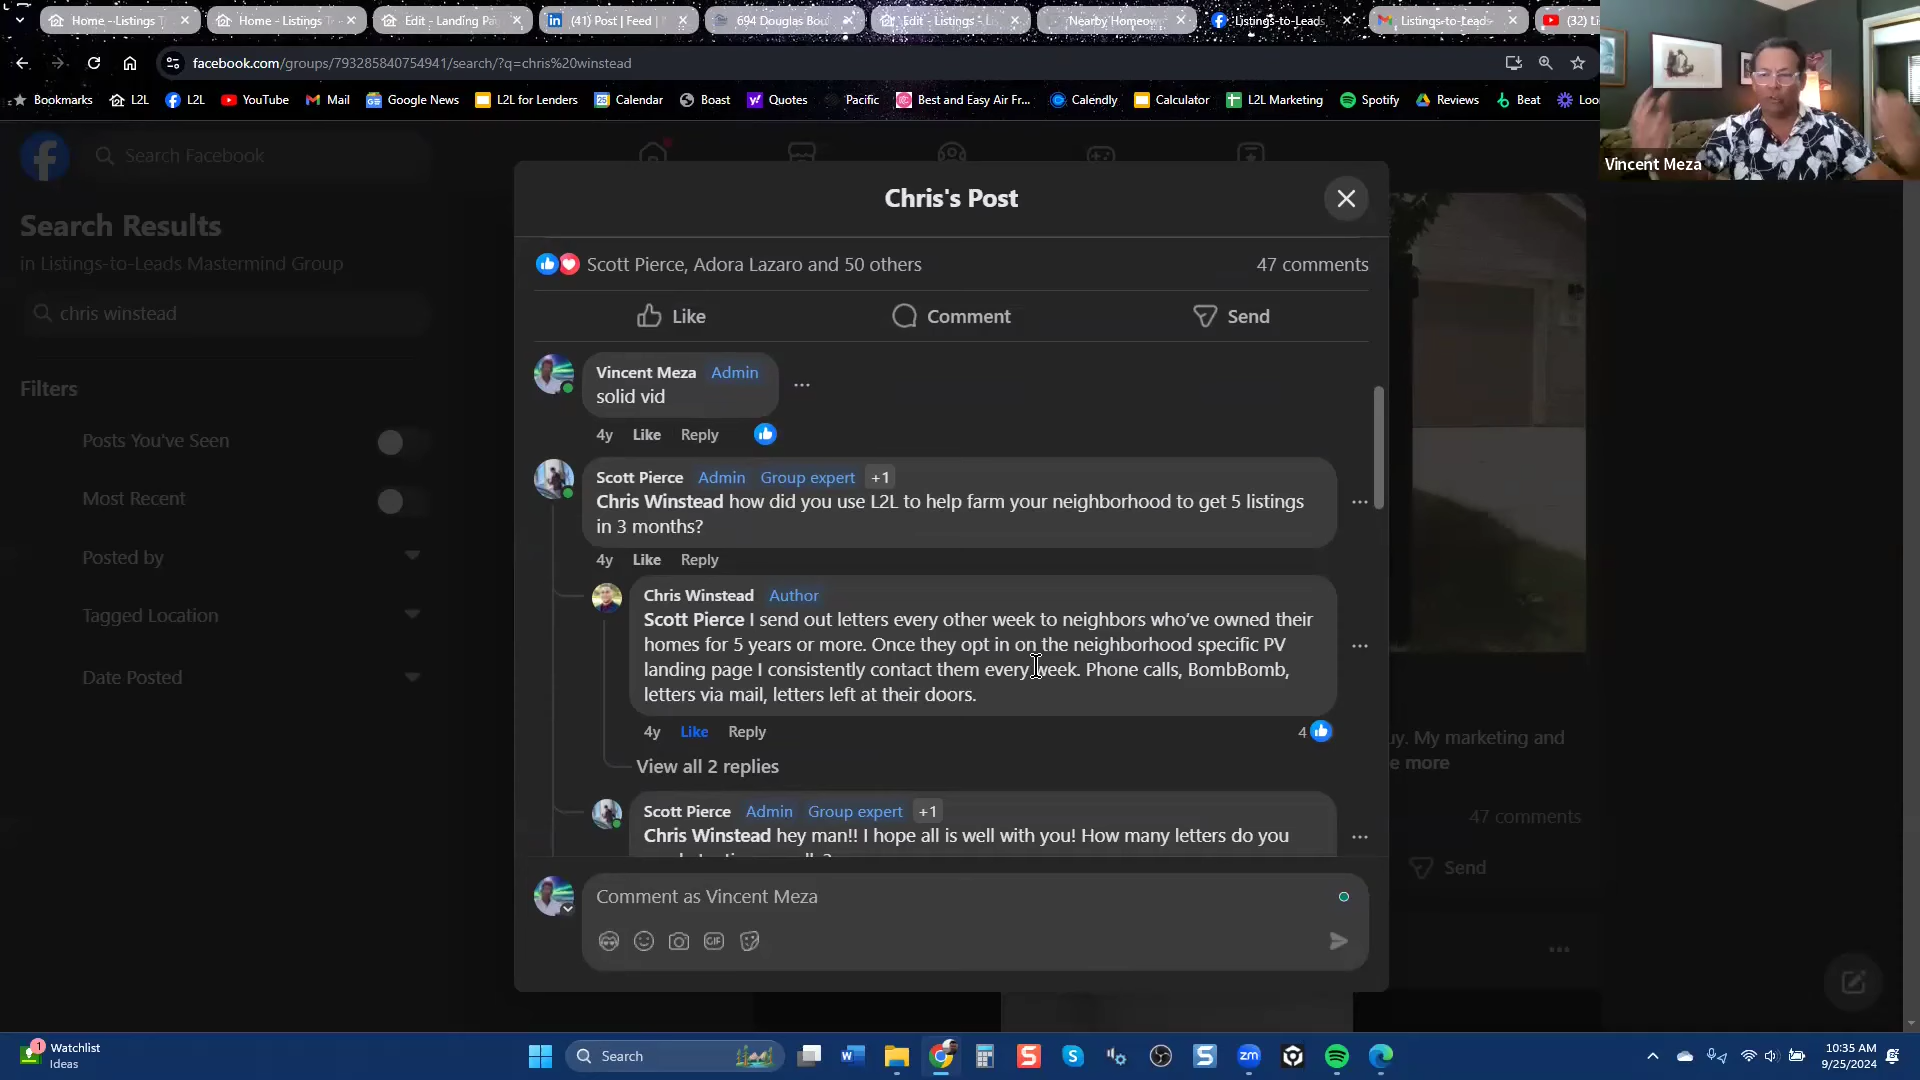 Home - Listings T
Home - Listings T
Edit - Landing Pa
(41) Post | Feed |
694 Douglas Bou
Edit - Listings - Li
Nearby Homeow
Listings-to-Leads
Listings-to-Leads
(32) Li
facebook.com/groups/793285840754941/search/?q=chris%20winstead
Bookmarks
L2L
L2L
YouTube
Mail
Google News
L2L for Lenders
Calendar
Boast
Quotes
Pacific
Best and Easy Air Fr...
Calendly
Calculator
L2L Marketing
Spotify
Reviews
Beat
Loo
Vincent Meza
Search Facebook
Search Results
in Listings-to-Leads Mastermind Group
chris winstead
Filters
Posts You've Seen
Most Recent
Posted by
Tagged Location
Date Posted
Chris's Post
Scott Pierce, Adora Lazaro and 50 others
47 comments
Like
Comment
Send
Vincent Meza Admin
solid vid
4y Like Reply
Scott Pierce Admin Group expert +1
Chris Winstead how did you use L2L to help farm your neighborhood to get 5 listings
in 3 months?
4y Like Reply
Chris Winstead Author
Scott Pierce I send out letters every other week to neighbors who've owned their
homes for 5 years or more. Once they opt in on the neighborhood specific PV
landing page I consistently contact them every week. Phone calls, BombBomb,
letters via mail, letters left at their doors.
4y Like Reply
4
View all 2 replies
Scott Pierce Admin Group expert +1
Chris Winstead hey man!! I hope all is well with you! How many letters do you
Comment as Vincent Meza
GIF
uy. My marketing and
e more
47 comments
Send
1
Watchlist
Ideas
Search
10:35 AM
9/25/2024